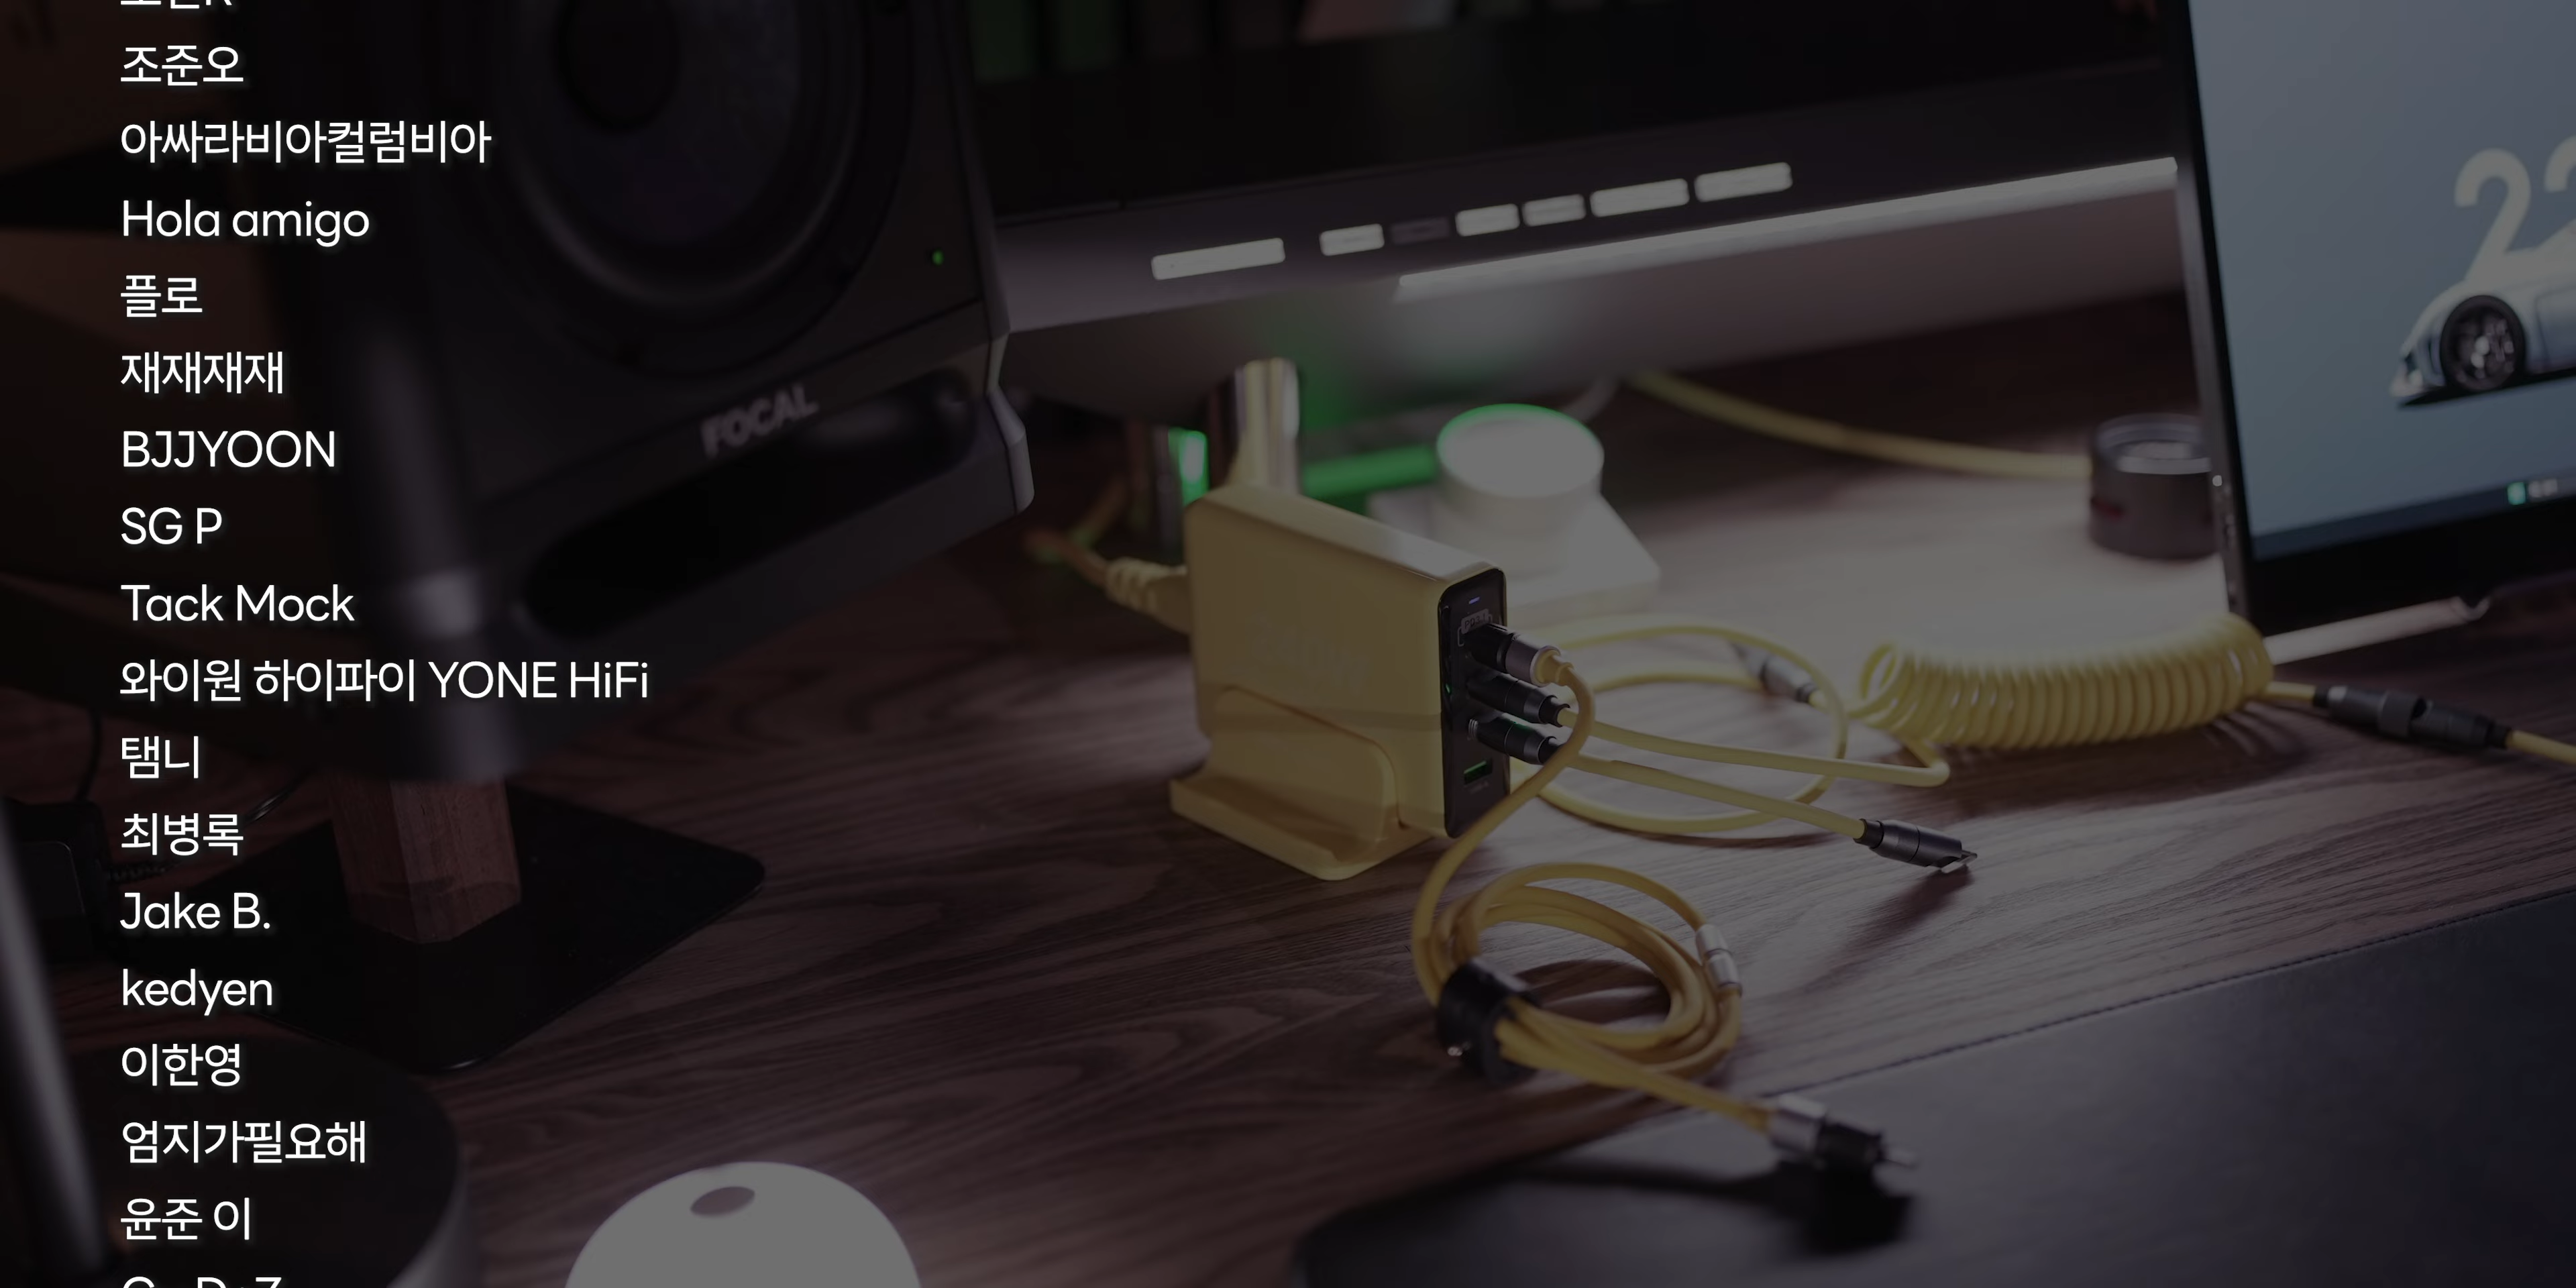 조준오
아싸라비아컬럼비아
Hola amigo
플로
재재재재
BJJYOON
SG P
Tack Mock
와이원 하이파이 YONE HiFi
탬니
최병록
Jake B.
kedyen
이한영
엄지가필요해
윤준 이
FOCAL
22